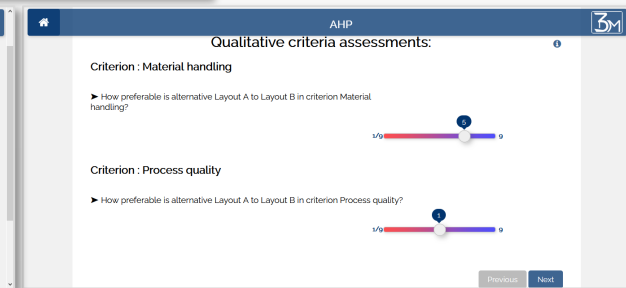 AHP
3M
Qualitative criteria assessments:
Criterion : Material handling
➤ How preferable is alternative Layout A to Layout B in criterion Material
handling?
5
1/9 9
Criterion : Process quality
➤ How preferable is alternative Layout A to Layout B in criterion Process quality?
1
1/9 9
Previous Next